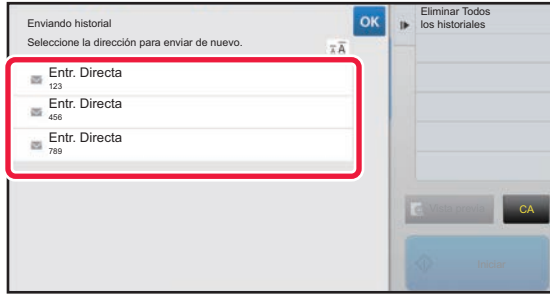 Enviando historial
OK
Seleccione la dirección para enviar de nuevo.
A A
Entr. Directa
123
Entr. Directa
456
Entr. Directa
789
Eliminar Todos
los historiales
CA
Iniciar